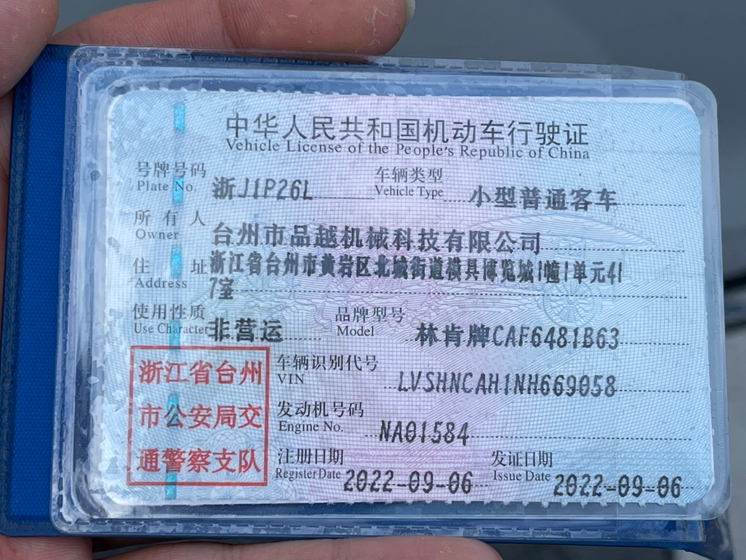 中华人民共和国机动车行驶证
Vehicle License of the People's Republic of China
号牌号码 浙J1P26L 车辆类型 小型普通客车
Plate No. Vehicle Type
所有人 台州市品越机械科技有限公司
Owner
住址 浙江省台州市黄岩区北城街道模具博览城1幢1单元41
Address 7室
使用性质 非营运 品牌型号 林肯牌CAF6481B63
Use Character Model
浙江省台州
市公安局交
通警察支队
车辆识别代号 LVSHNCAH1NH669058
VIN
发动机号码 NA01584
Engine No.
注册日期 2022-09-06 发证日期 2022-09-06
Register Date Issue Date